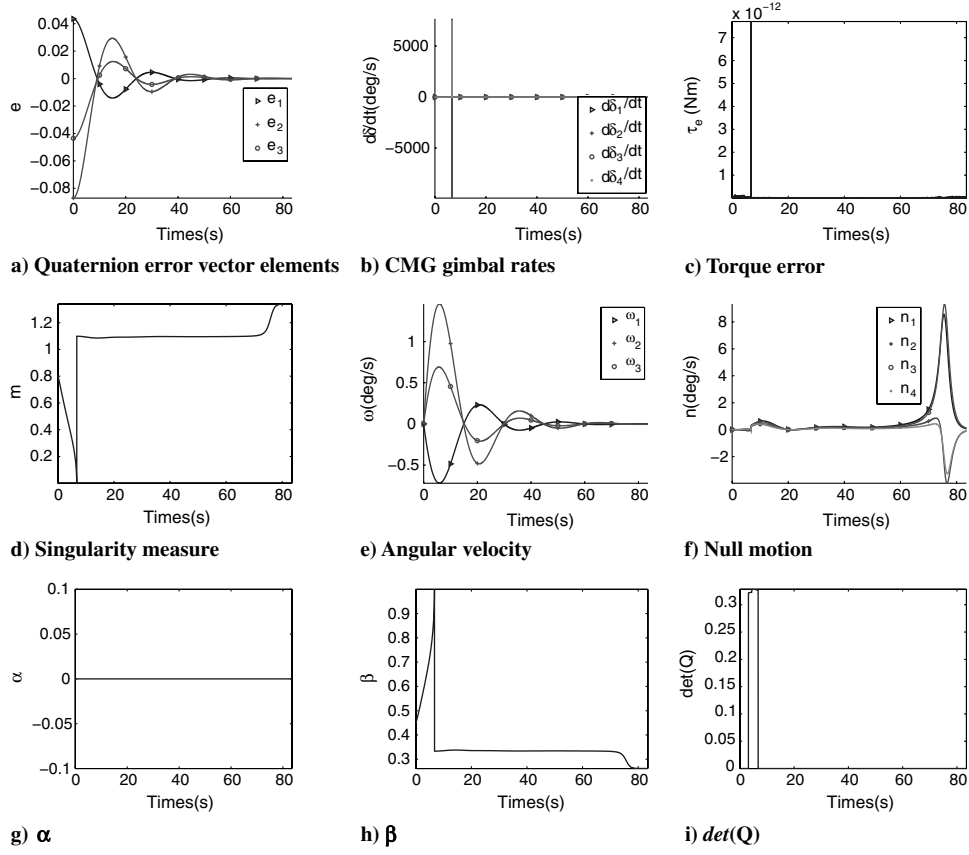 0.04
0.02
0
−0.02
−0.04
−0.06
−0.08
e
e1
e2
e3
0 20 40 60 80
Times(s)
a) Quaternion error vector elements
5000
0
−5000
dδ/dt(deg/s)
dδ1/dt
dδ2/dt
dδ3/dt
dδ4/dt
0 20 40 60 80
Times(s)
b) CMG gimbal rates
x 10−12
7
6
5
4
3
2
1
τe (Nm)
0 20 40 60 80
Times(s)
c) Torque error
1.2
1
0.8
0.6
0.4
0.2
m
0 20 40 60 80
Times(s)
d) Singularity measure
1
0.5
0
−0.5
ω(deg/s)
ω1
ω2
ω3
0 20 40 60 80
Times(s)
e) Angular velocity
8
6
4
2
0
−2
n(deg/s)
n1
n2
n3
n4
0 20 40 60 80
Times(s)
f) Null motion
0.1
0.05
0
−0.05
−0.1
α
0 20 40 60 80
Times(s)
g) α
0.9
0.8
0.7
0.6
0.5
0.4
0.3
β
0 20 40 60 80
Times(s)
h) β
0.3
0.25
0.2
0.15
0.1
0.05
0
det(Q)
0 20 40 60 80
Times(s)
i) det(Q)